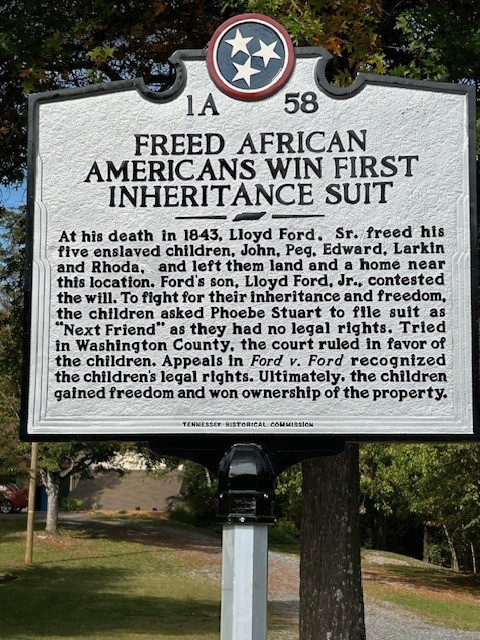 1A 58
FREED AFRICAN
AMERICANS WIN FIRST
INHERITANCE SUIT
At his death in 1843, Lloyd Ford, Sr. freed his
five enslaved children, John, Peg, Edward, Larkin
and Rhoda, and left them land and a home near
this location. Ford's son, Lloyd Ford, Jr., contested
the will. To fight for their inheritance and freedom,
the children asked Phoebe Stuart to file suit as
"Next Friend" as they had no legal rights. Tried
in Washington County, the court ruled in favor of
the children. Appeals in Ford v. Ford recognized
the children's legal rights. Ultimately, the children
gained freedom and won ownership of the property.
TENNESSEE HISTORICAL COMMISSION